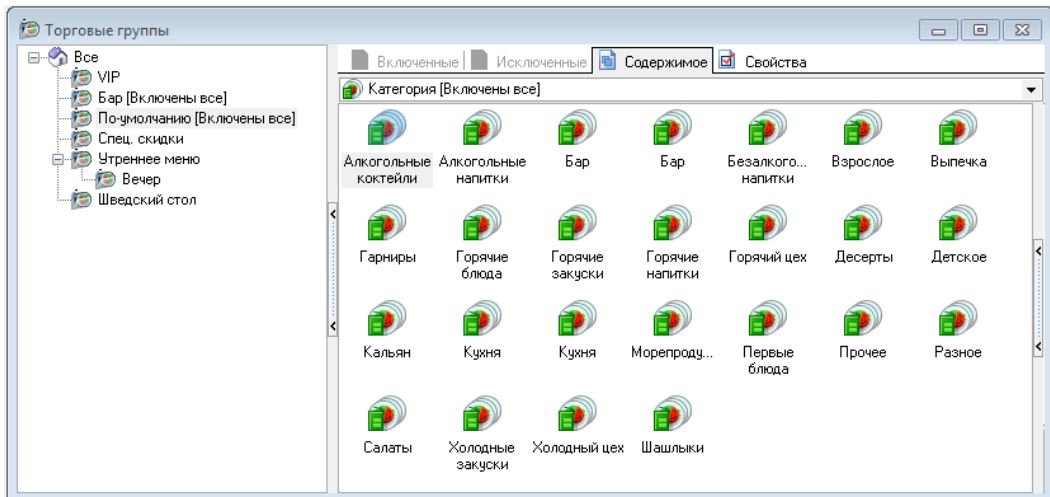 Торговые группы
Все
VIP
Бар [Включены все]
По-умолчанию [Включены все]
Спец. скидки
Утреннее меню
Вечер
Шведский стол
Включенные Исключенные Содержимое Свойства
Категория [Включены все]
Алкогольные коктейли
Алкогольные напитки
Бар
Бар
Безалкого... напитки
Взрослое
Выпечка
Гарниры
Горячие блюда
Горячие закуски
Горячие напитки
Горячий цех
Десерты
Детское
Кальян
Кухня
Кухня
Морепроду...
Первые блюда
Прочее
Разное
Салаты
Холодные закуски
Холодный цех
Шашлыки